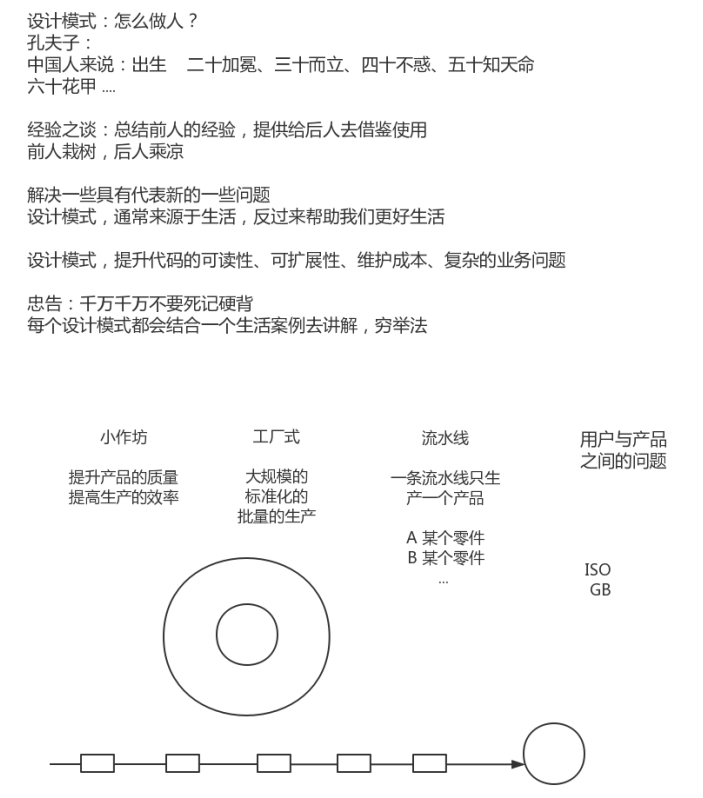 设计模式：怎么做人？
孔夫子：
中国人来说：出生 二十加冕、三十而立、四十不惑、五十知天命
六十花甲 ....
经验之谈：总结前人的经验，提供给后人去借鉴使用
前人栽树，后人乘凉
解决一些具有代表新的一些问题
设计模式，通常来源于生活，反过来帮助我们更好生活
设计模式，提升代码的可读性、可扩展性、维护成本、复杂的业务问题
忠告：千万千万不要死记硬背
每个设计模式都会结合一个生活案例去讲解，穷举法
小作坊
提升产品的质量
提高生产的效率
工厂式
大规模的
标准化的
批量的生产
流水线
一条流水线只生
产一个产品
A 某个零件
B 某个零件
...
用户与产品
之间的问题
ISO
GB